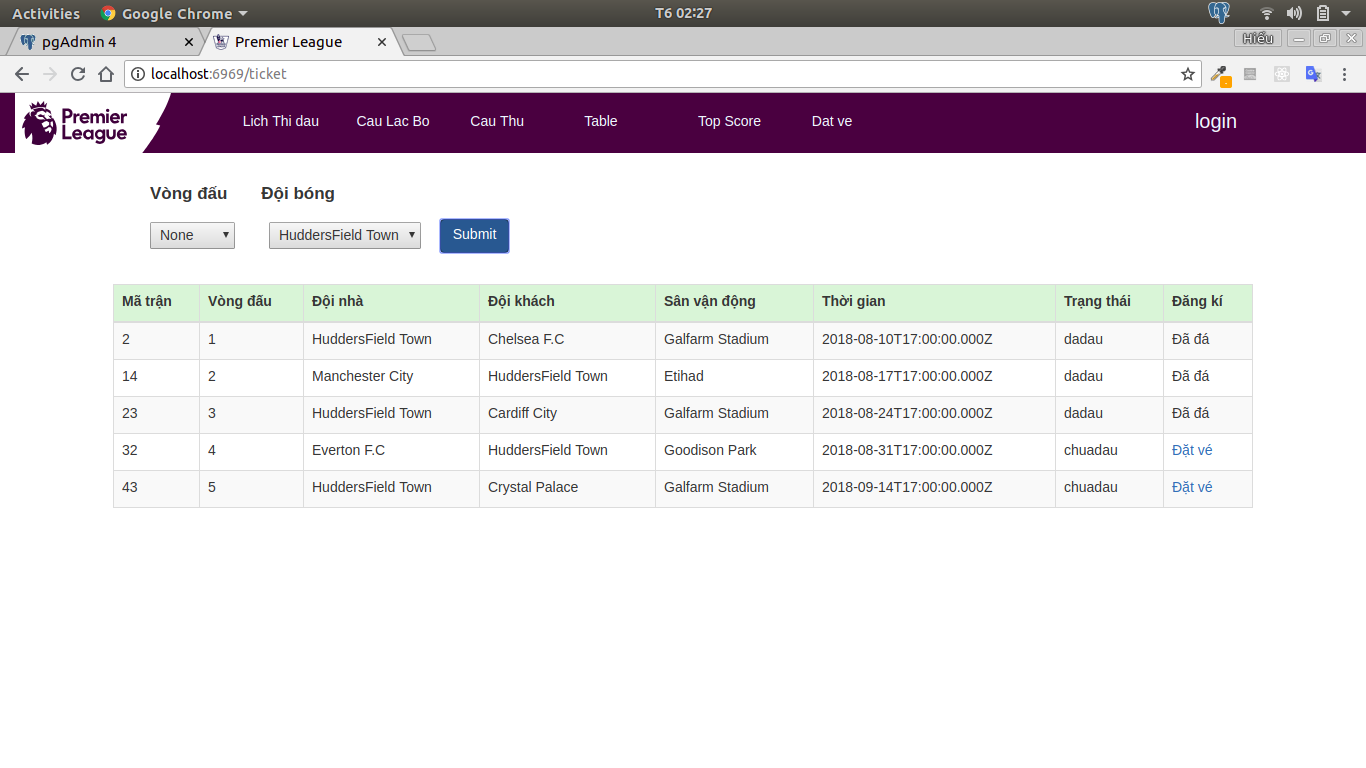 Activities Google Chrome T6 02:27
pgAdmin 4 Premier League Hiếu
localhost:6969/ticket
Premier League Lich Thi dau Cau Lac Bo Cau Thu Table Top Score Dat ve login
Vòng đấu Đội bóng
None HuddersField Town Submit
Mã trận Vòng đấu Đội nhà Đội khách Sân vận động Thời gian Trạng thái Đăng kí
2 1 HuddersField Town Chelsea F.C Galfarm Stadium 2018-08-10T17:00:00.000Z dadau Đã đá
14 2 Manchester City HuddersField Town Etihad 2018-08-17T17:00:00.000Z dadau Đã đá
23 3 HuddersField Town Cardiff City Galfarm Stadium 2018-08-24T17:00:00.000Z dadau Đã đá
32 4 Everton F.C HuddersField Town Goodison Park 2018-08-31T17:00:00.000Z chuadau Đặt vé
43 5 HuddersField Town Crystal Palace Galfarm Stadium 2018-09-14T17:00:00.000Z chuadau Đặt vé